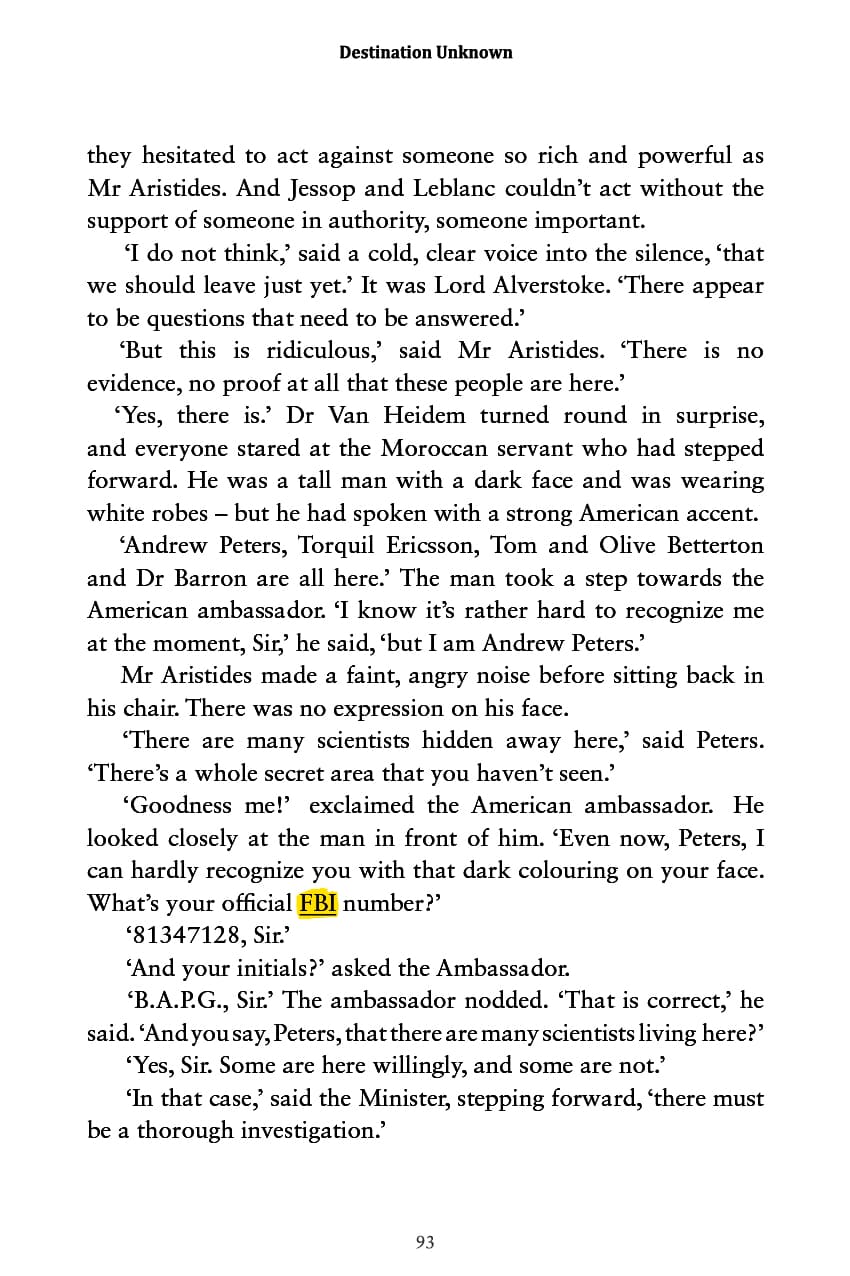 Destination Unknown
they hesitated to act against someone so rich and powerful as
Mr Aristides. And Jessop and Leblanc couldn’t act without the
support of someone in authority, someone important.
‘I do not think,’ said a cold, clear voice into the silence, ‘that
we should leave just yet.’ It was Lord Alverstoke. ‘There appear
to be questions that need to be answered.’
‘But this is ridiculous,’ said Mr Aristides. ‘There is no
evidence, no proof at all that these people are here.’
‘Yes, there is.’ Dr Van Heidem turned round in surprise,
and everyone stared at the Moroccan servant who had stepped
forward. He was a tall man with a dark face and was wearing
white robes – but he had spoken with a strong American accent.
‘Andrew Peters, Torquil Ericsson, Tom and Olive Betterton
and Dr Barron are all here.’ The man took a step towards the
American ambassador. ‘I know it’s rather hard to recognize me
at the moment, Sir,’ he said, ‘but I am Andrew Peters.’
Mr Aristides made a faint, angry noise before sitting back in
his chair. There was no expression on his face.
‘There are many scientists hidden away here,’ said Peters.
‘There’s a whole secret area that you haven’t seen.’
‘Goodness me!’ exclaimed the American ambassador. He
looked closely at the man in front of him. ‘Even now, Peters, I
can hardly recognize you with that dark colouring on your face.
What’s your official FBI number?’
‘81347128, Sir.’
‘And your initials?’ asked the Ambassador.
‘B.A.P.G., Sir.’ The ambassador nodded. ‘That is correct,’ he
said. ‘And you say, Peters, that there are many scientists living here?’
‘Yes, Sir. Some are here willingly, and some are not.’
‘In that case,’ said the Minister, stepping forward, ‘there must
be a thorough investigation.’
93